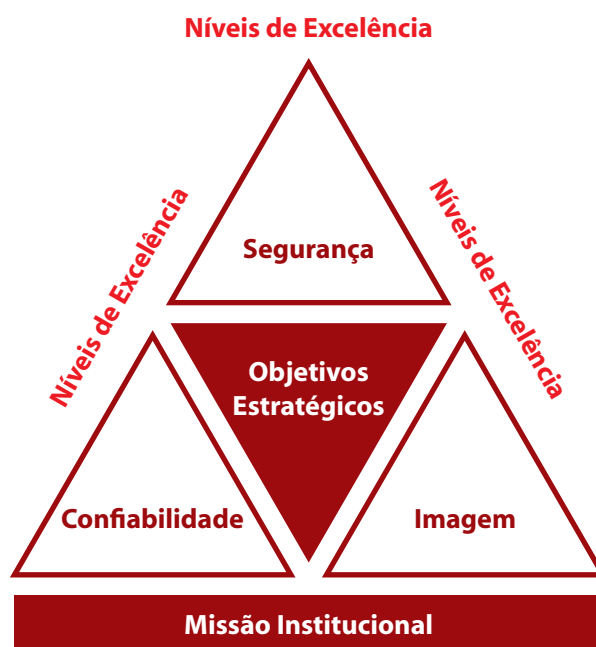 Níveis de Excelência
Níveis de Excelência
Níveis de Excelência
Segurança
Objetivos
Estratégicos
Confiabilidade
Imagem
Missão Institucional